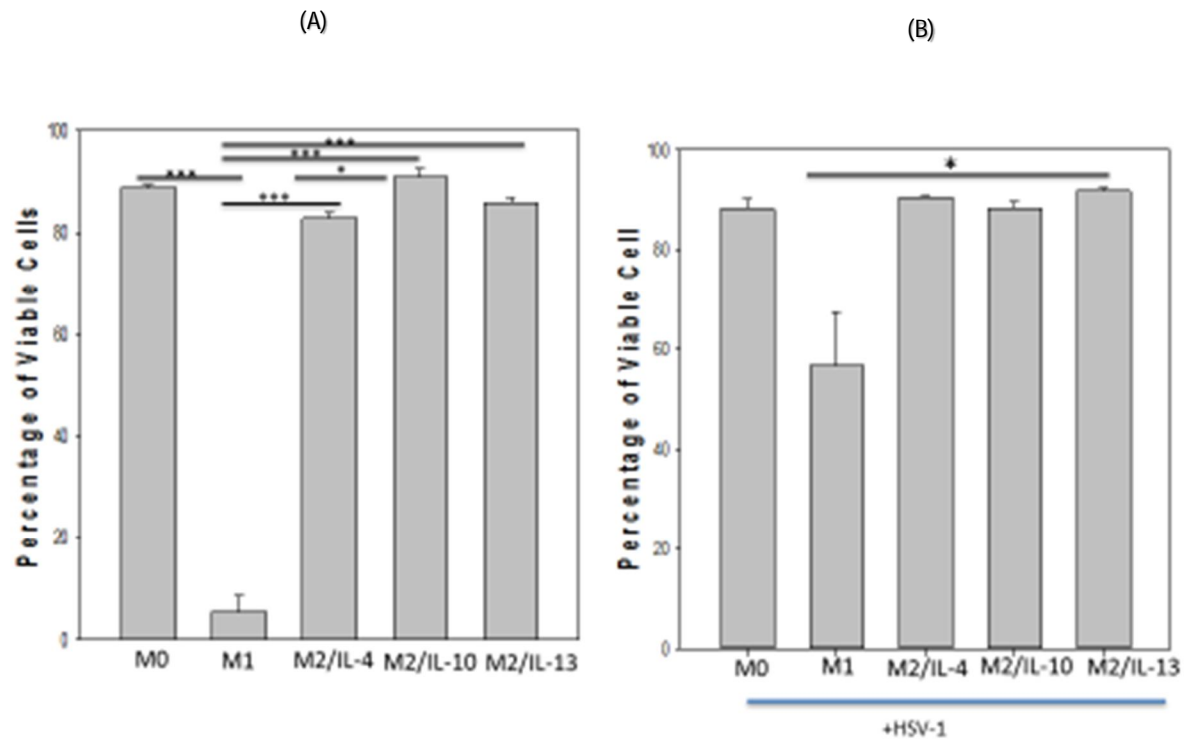 (A)
Percentage of Viable Cells
100
80
60
40
20
0
***
***
***
*
***
M0 M1 M2/IL-4 M2/IL-10 M2/IL-13
(B)
Percentage of Viable Cell
100
80
60
40
20
0
*
M0 M1 M2/IL-4 M2/IL-10 M2/IL-13
+HSV-1